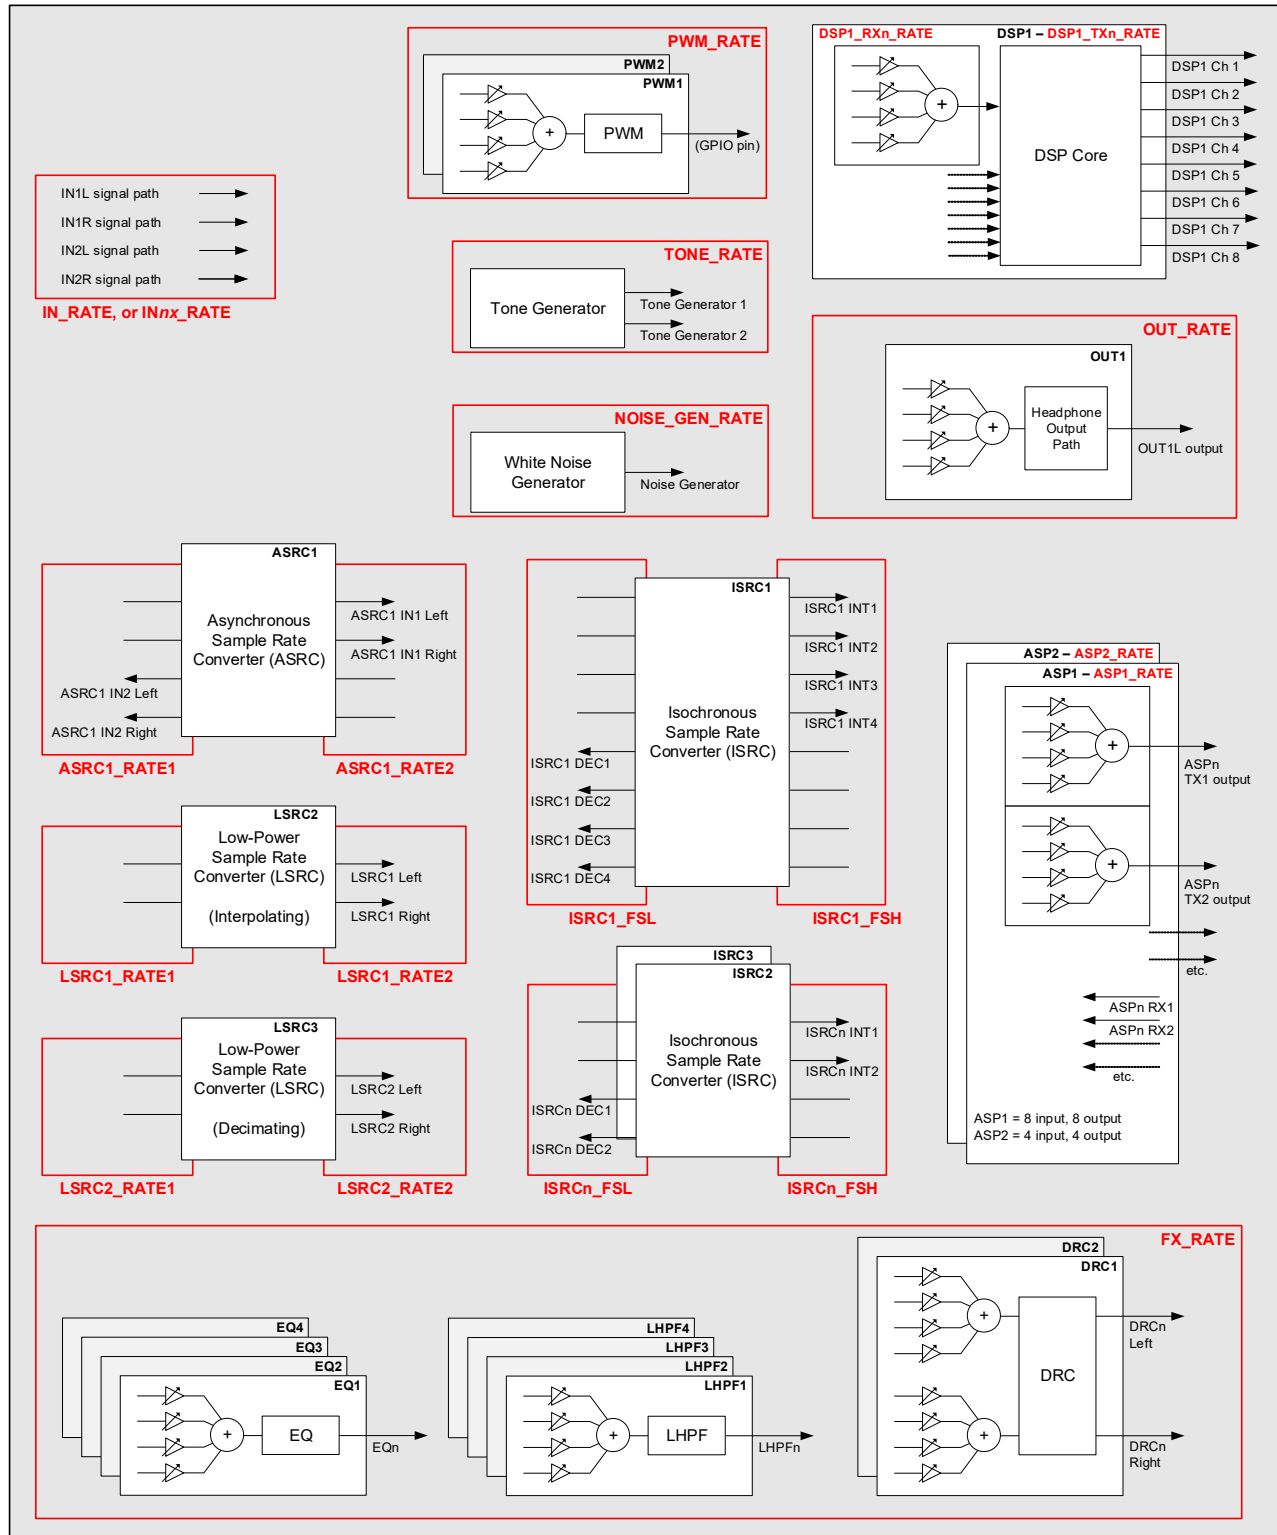 PWM_RATE
PWM2
PWM1
PWM
(GPIO pin)
DSP1_RXn_RATE
DSP1 – DSP1_TXn_RATE
DSP Core
DSP1 Ch 1
DSP1 Ch 2
DSP1 Ch 3
DSP1 Ch 4
DSP1 Ch 5
DSP1 Ch 6
DSP1 Ch 7
DSP1 Ch 8
IN1L signal path
IN1R signal path
IN2L signal path
IN2R signal path
IN_RATE, or INnx_RATE
TONE_RATE
Tone Generator
Tone Generator 1
Tone Generator 2
OUT_RATE
OUT1
Headphone
Output
Path
OUT1L output
NOISE_GEN_RATE
White Noise
Generator
Noise Generator
ASRC1
Asynchronous
Sample Rate
Converter (ASRC)
ASRC1 IN1 Left
ASRC1 IN1 Right
ASRC1 IN2 Left
ASRC1 IN2 Right
ASRC1_RATE1
ASRC1_RATE2
ISRC1
Isochronous
Sample Rate
Converter (ISRC)
ISRC1 INT1
ISRC1 INT2
ISRC1 INT3
ISRC1 INT4
ISRC1 DEC1
ISRC1 DEC2
ISRC1 DEC3
ISRC1 DEC4
ISRC1_FSL
ISRC1_FSH
ASP2 – ASP2_RATE
ASP1 – ASP1_RATE
ASPn
TX1 output
ASPn
TX2 output
etc.
ASPn RX1
ASPn RX2
etc.
ASP1 = 8 input, 8 output
ASP2 = 4 input, 4 output
LSRC2
Low-Power
Sample Rate
Converter (LSRC)
(Interpolating)
LSRC1 Left
LSRC1 Right
LSRC1_RATE1
LSRC1_RATE2
ISRC3
ISRC2
Isochronous
Sample Rate
Converter (ISRC)
ISRCn INT1
ISRCn INT2
ISRCn DEC1
ISRCn DEC2
ISRCn_FSL
ISRCn_FSH
LSRC3
Low-Power
Sample Rate
Converter (LSRC)
(Decimating)
LSRC2 Left
LSRC2 Right
LSRC2_RATE1
LSRC2_RATE2
FX_RATE
EQ4
EQ3
EQ2
EQ1
EQ
EQn
LHPF4
LHPF3
LHPF2
LHPF1
LHPF
LHPFn
DRC2
DRC1
DRC
DRCn
Left
DRCn
Right
+
+
+
+
+
+
+
+
+